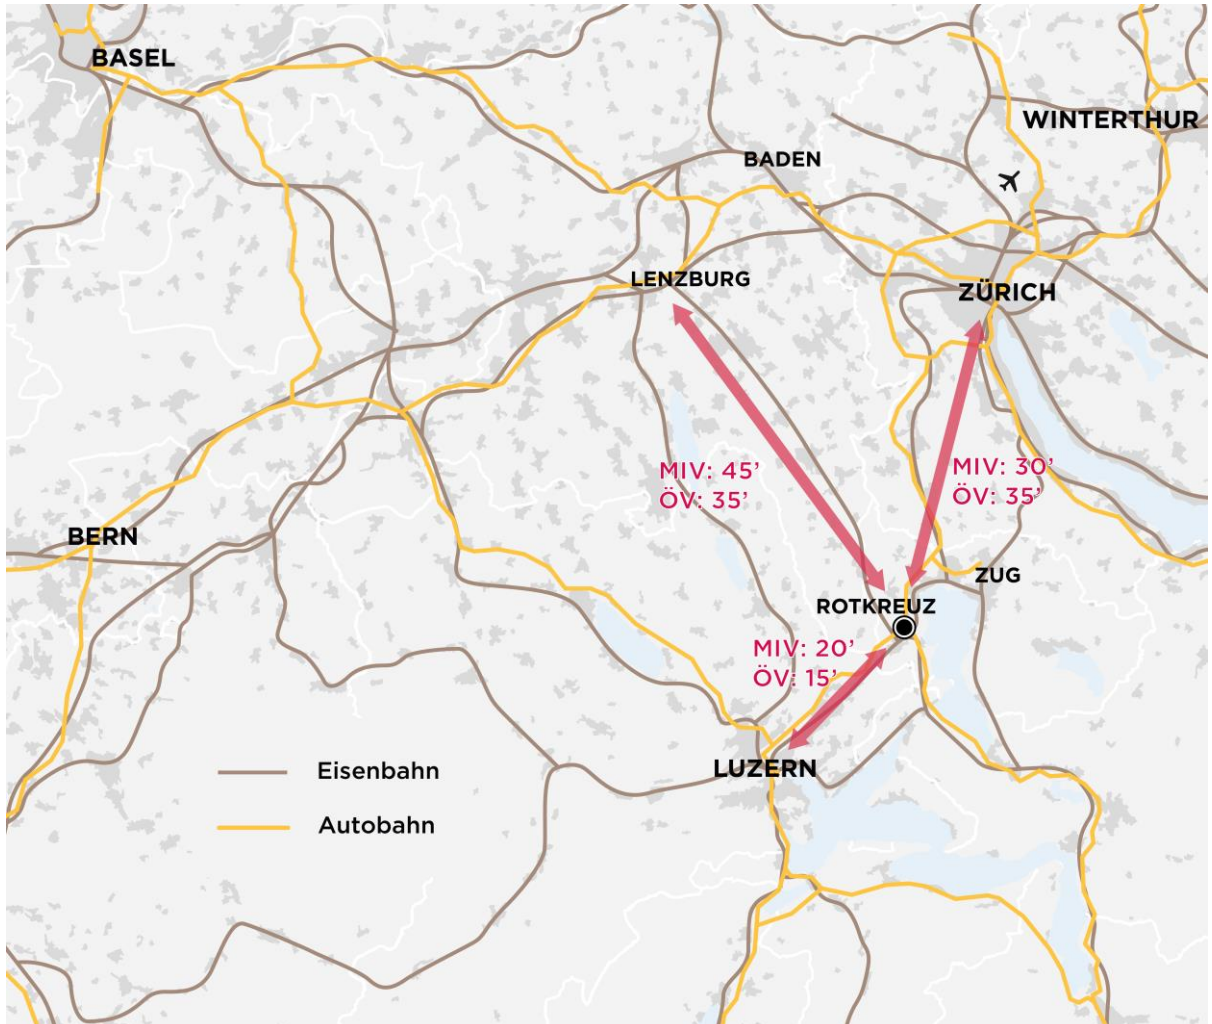 BASEL
WINTERTHUR
BADEN
LENZBURG
ZÜRICH
MIV: 45’
ÖV: 35’
MIV: 30’
ÖV: 35’
BERN
ZUG
ROTKREUZ
MIV: 20’
ÖV: 15’
LUZERN
Eisenbahn
Autobahn